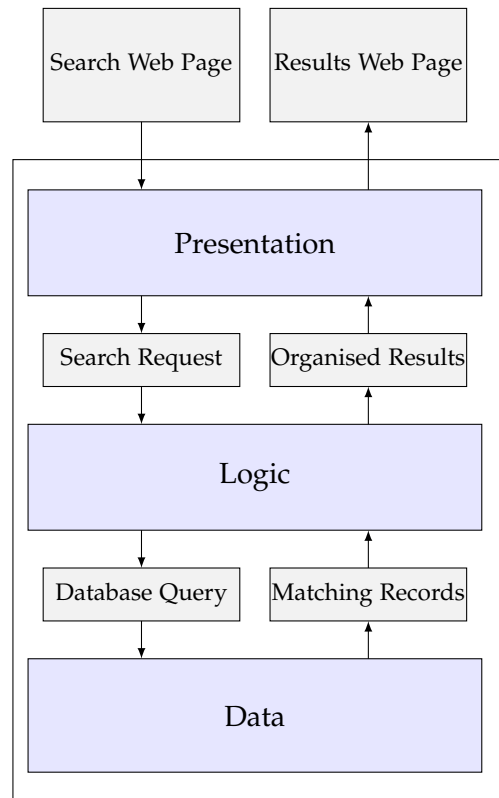 Search Web Page
Results Web Page
Presentation
Search Request
Organised Results
Logic
Database Query
Matching Records
Data